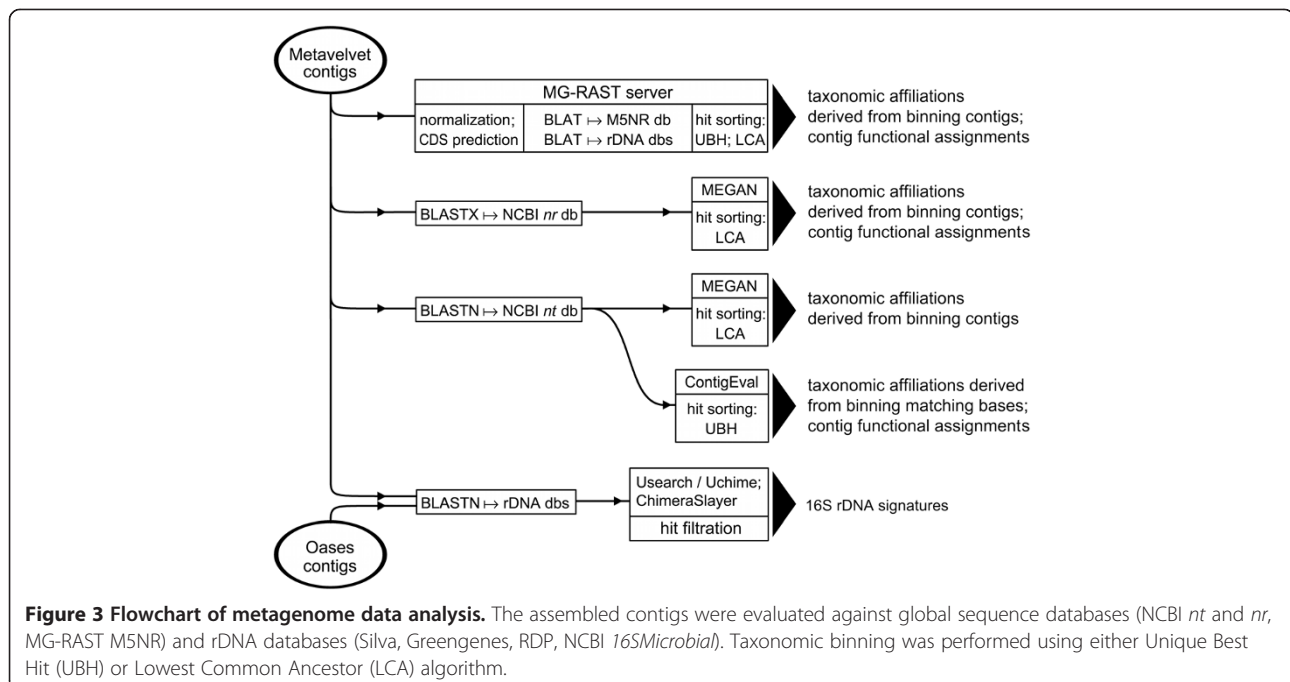 Metavelvet
contigs
MG-RAST server
normalization;
CDS prediction
BLAT ↦ M5NR db
BLAT ↦ rDNA dbs
hit sorting:
UBH; LCA
taxonomic affiliations
derived from binning contigs;
contig functional assignments
BLASTX ↦ NCBI nr db
MEGAN
hit sorting:
LCA
taxonomic affiliations
derived from binning contigs;
contig functional assignments
BLASTN ↦ NCBI nt db
MEGAN
hit sorting:
LCA
taxonomic affiliations
derived from binning contigs
ContigEval
hit sorting:
UBH
taxonomic affiliations derived
from binning matching bases;
contig functional assignments
BLASTN ↦ rDNA dbs
Usearch / Uchime;
ChimeraSlayer
hit filtration
16S rDNA signatures
Oases
contigs
Figure 3 Flowchart of metagenome data analysis. The assembled contigs were evaluated against global sequence databases (NCBI nt and nr,
MG-RAST M5NR) and rDNA databases (Silva, Greengenes, RDP, NCBI 16SMicrobial). Taxonomic binning was performed using either Unique Best
Hit (UBH) or Lowest Common Ancestor (LCA) algorithm.